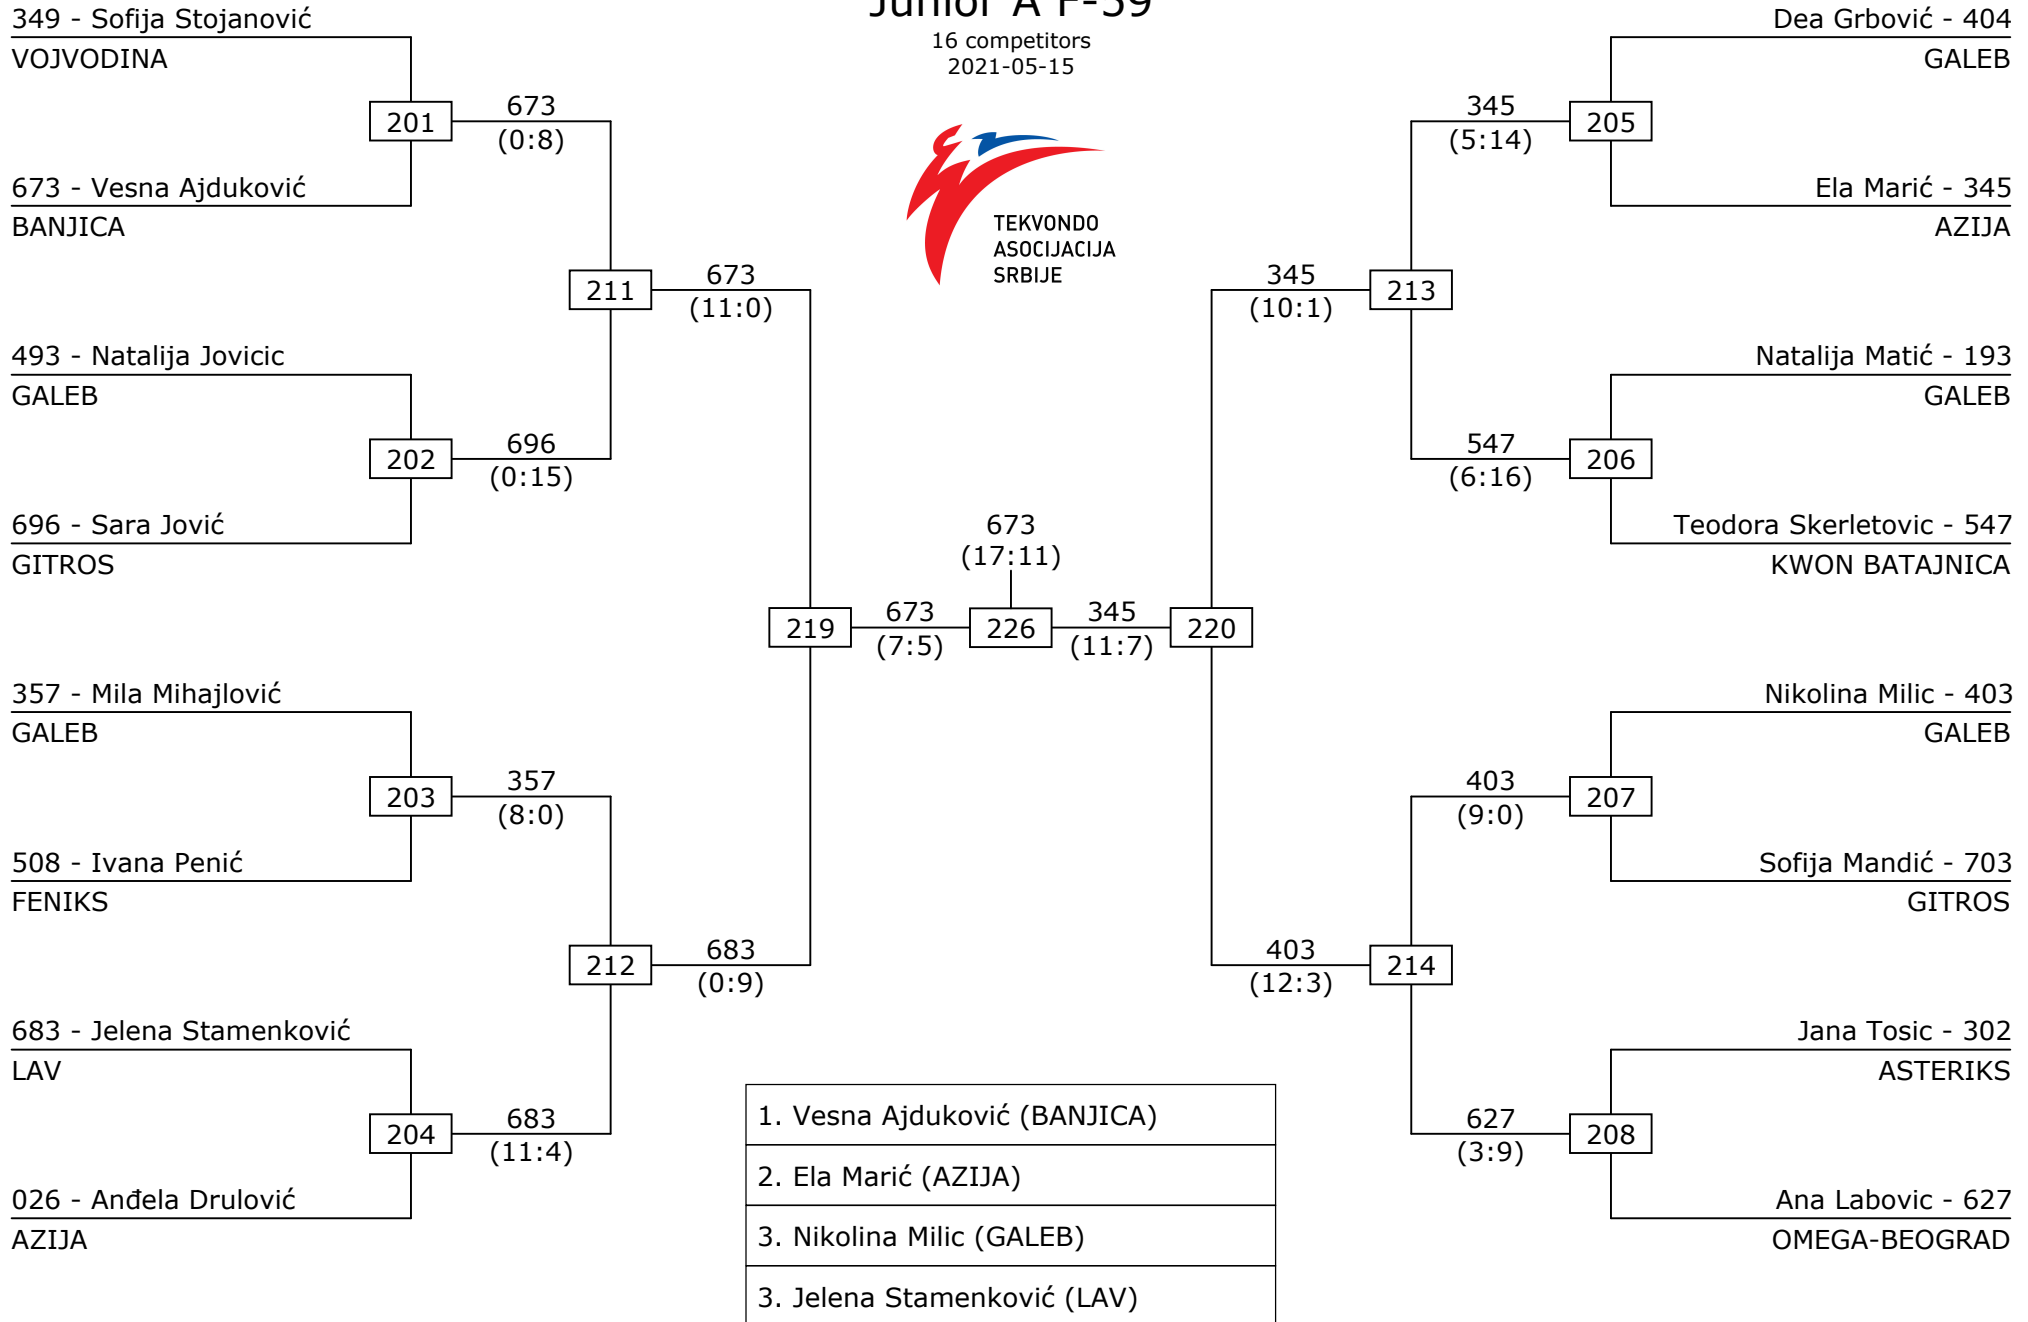 Junior A F-59
16 competitors
2021-05-15
TEKVONDO
ASOCIJACIJA
SRBIJE
349 - Sofija Stojanović
VOJVODINA
201
673
(0:8)
673 - Vesna Ajduković
BANJICA
211
673
(11:0)
493 - Natalija Jovicic
GALEB
202
696
(0:15)
696 - Sara Jović
GITROS
357 - Mila Mihajlović
GALEB
203
357
(8:0)
508 - Ivana Penić
FENIKS
212
683
(0:9)
683 - Jelena Stamenković
LAV
204
683
(11:4)
026 - Anđela Drulović
AZIJA
219
673
(7:5)
673
(17:11)
226
345
(11:7)
220
Dea Grbović - 404
GALEB
345
(5:14)
205
Ela Marić - 345
AZIJA
345
(10:1)
213
Natalija Matić - 193
GALEB
547
(6:16)
206
Teodora Skerletovic - 547
KWON BATAJNICA
Nikolina Milic - 403
GALEB
403
(9:0)
207
Sofija Mandić - 703
GITROS
403
(12:3)
214
Jana Tosic - 302
ASTERIKS
627
(3:9)
208
Ana Labovic - 627
OMEGA-BEOGRAD
1. Vesna Ajduković (BANJICA)
2. Ela Marić (AZIJA)
3. Nikolina Milic (GALEB)
3. Jelena Stamenković (LAV)